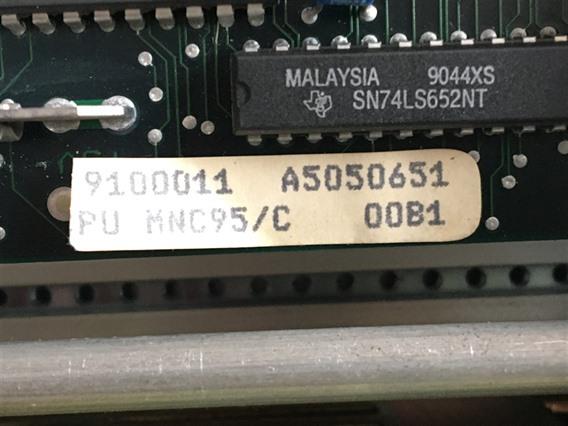 MALAYSIA 9044XS
SN74LS652NT
9100011 A5050651
PU MNC95/C 00B1